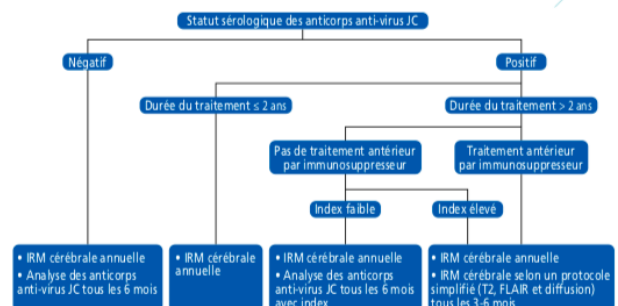 Statut sérologique des anticorps anti-virus JC
Négatif
Positif
Durée du traitement ≤ 2 ans
Durée du traitement > 2 ans
Pas de traitement antérieur
par immunosuppresseur
Traitement antérieur
par immunosuppresseur
Index faible
Index élevé
• IRM cérébrale annuelle
• Analyse des anticorps
anti-virus JC tous les 6 mois
• IRM cérébrale
annuelle
• IRM cérébrale annuelle
• Analyse des anticorps
anti-virus JC tous les 6 mois
avec index
• IRM cérébrale annuelle
• IRM cérébrale selon un protocole
simplifié (T2, FLAIR et diffusion)
tous les 3-6 mois